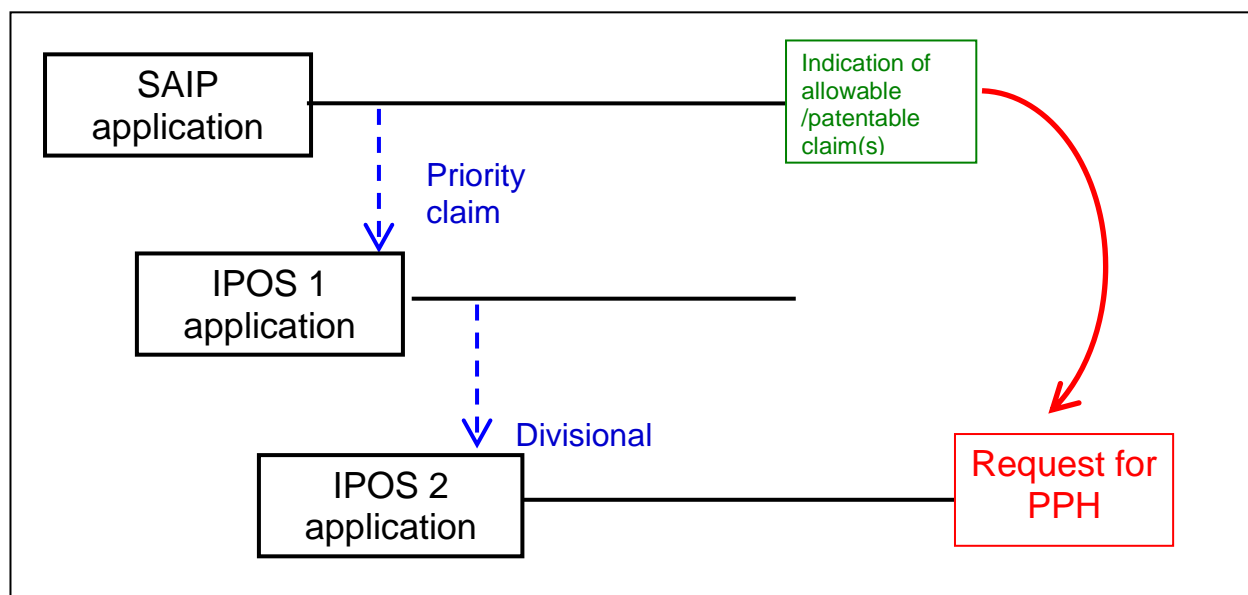 SAIP
application
Indication of
allowable
/patentable
claim(s)
Priority
claim
IPOS 1
application
Divisional
IPOS 2
application
Request for
PPH